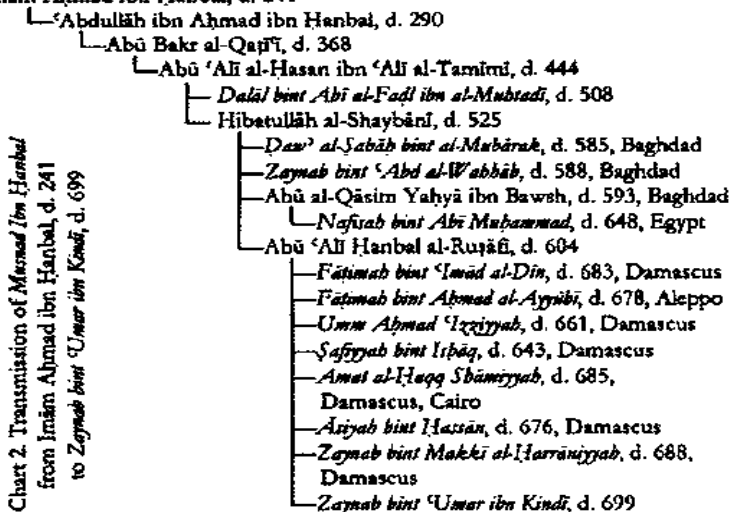 ʿAbdullāh ibn Aḥmad ibn Ḥanbal, d. 290
Abū Bakr al-Qaṭīʿī, d. 368
Abū ʿAlī al-Ḥasan ibn ʿAlī al-Tamīmī, d. 444
Dalāl bint Abī al-Faḍl ibn al-Muhtadī, d. 508
Hibatullāh al-Shaybānī, d. 525
Ḍawʾ al-Ṣabāḥ bint al-Mubārak, d. 585, Baghdad
Zaynab bint ʿAbd al-Wahhāb, d. 588, Baghdad
Abū al-Qāsim Yaḥyā ibn Bawsh, d. 593, Baghdad
Nafīsah bint Abī Muḥammad, d. 648, Egypt
Abū ʿAlī Ḥanbal al-Ruṣāfī, d. 604
Fāṭimah bint ʿImād al-Dīn, d. 683, Damascus
Fāṭimah bint Aḥmad al-Ayyūbī, d. 678, Aleppo
Umm Aḥmad ʿIzziyyah, d. 661, Damascus
Ṣafiyyah bint Isḥāq, d. 643, Damascus
Amat al-Ḥaqq Shāmiyyah, d. 685,
Damascus, Cairo
Āsiyah bint Ḥassān, d. 676, Damascus
Zaynab bint Makkī al-Ḥarrāniyyah, d. 688,
Damascus
Zaynab bint ʿUmar ibn Kindī, d. 699
Chart 2. Transmission of Musnad Ibn Ḥanbal
from Imām Aḥmad Ibn Ḥanbal, d. 241
to Zaynab bint ʿUmar ibn Kindī, d. 699